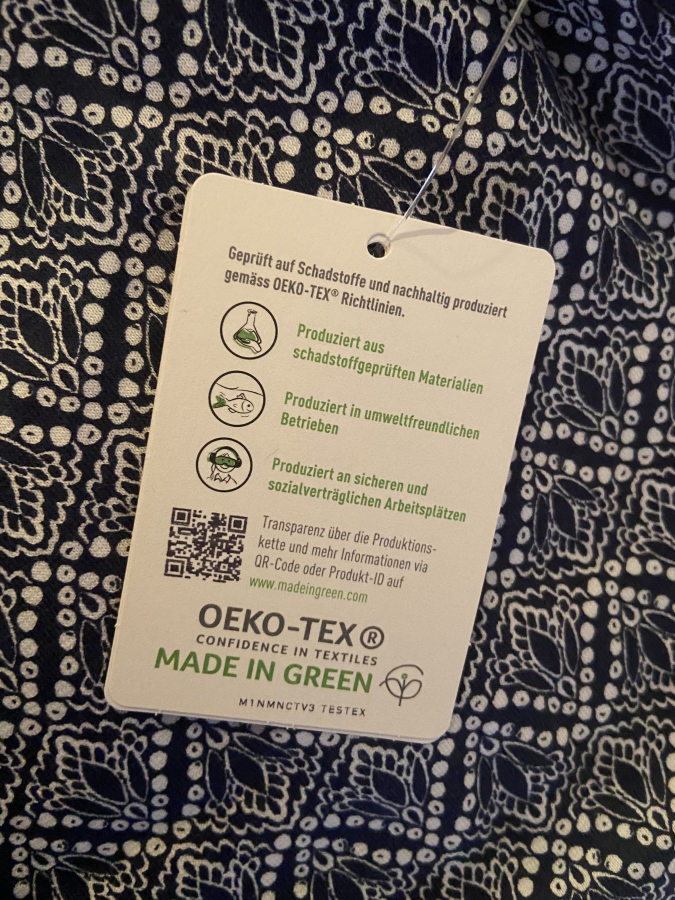 Geprüft auf Schadstoffe und nachhaltig produziert
gemäss OEKO-TEX® Richtlinien.
Produziert aus
schadstoffgeprüften Materialien
Produziert in umweltfreundlichen
Betrieben
Produziert an sicheren und
sozialverträglichen Arbeitsplätzen
Transparenz über die Produktions-
kette und mehr Informationen via
QR-Code oder Produkt-ID auf
www.madeingreen.com
OEKO-TEX®
CONFIDENCE IN TEXTILES
MADE IN GREEN
M1NMNCTV3 TESTEX